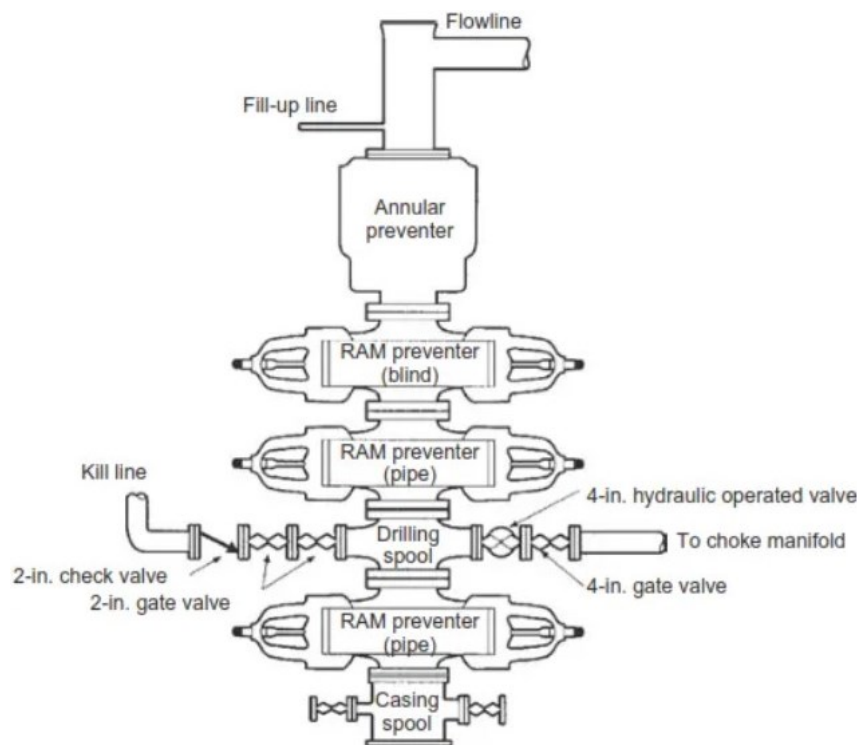 Flowline
Fill-up line
Annular
preventer
RAM preventer
(blind)
RAM preventer
(pipe)
Kill line
4-in. hydraulic operated valve
Drilling
spool
To choke manifold
2-in. check valve
2-in. gate valve
4-in. gate valve
RAM preventer
(pipe)
Casing
spool